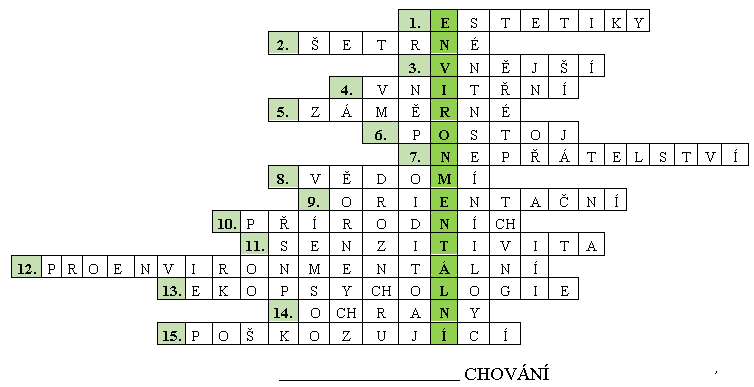 1. E S T E T I K Y
2. Š E T R N É
3. V N Ě J Š Í
4. V N I T Ř N Í
5. Z Á M Ě R N É
6. P O S T O J
7. N E P Ř Á T E L S T V Í
8. V Ě D O M Í
9. O R I E N T A Č N Í
10. P Ř Í R O D N Í CH
11. S E N Z I T I V I T A
12. P R O E N V I R O N M E N T Á L N Í
13. E K O P S Y CH O L O G I E
14. O CH R A N Y
15. P O Š K O Z U J Í C Í
____________________ CHOVÁNÍ ,